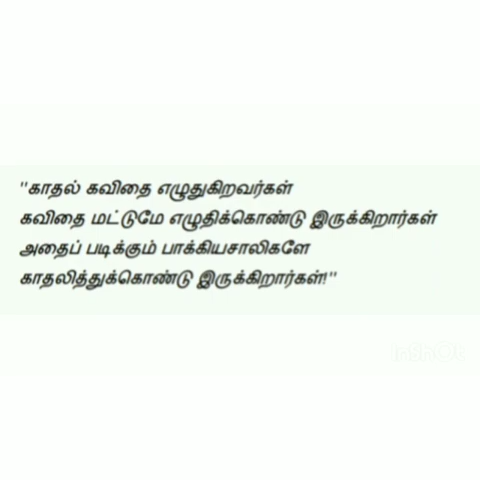 "காதல் கவிதை எழுதுகிறவர்கள்
கவிதை மட்டுமே எழுதிக்கொண்டு இருக்கிறார்கள்
அதைப் படிக்கும் பாக்கியசாலிகளே
காதலித்துக்கொண்டு இருக்கிறார்கள்!"